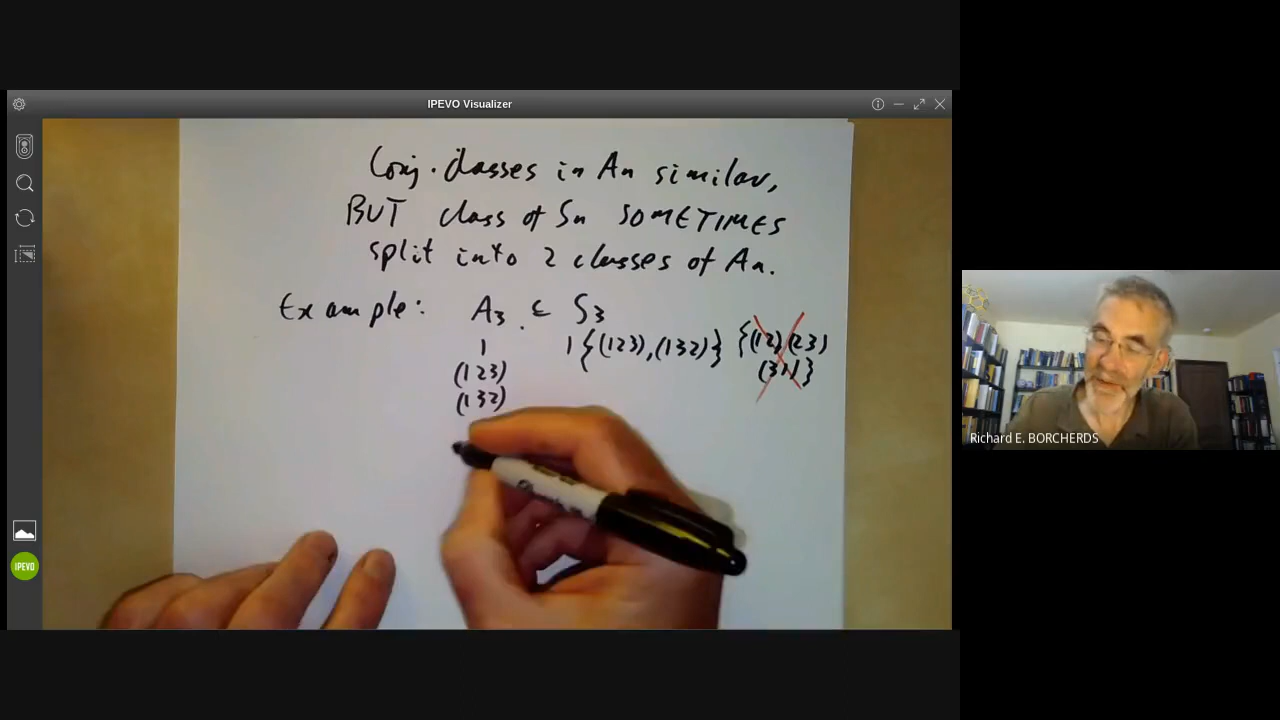 IPEVO Visualizer
Conj. classes in An similar,
BUT class of Sn SOMETIMES
split into 2 classes of An.
Example: A3 ⊂ S3
1 1 {(123),(132)} {(12)(23)
(123) (31)}
(132)
Richard E. BORCHERDS
IPEVO